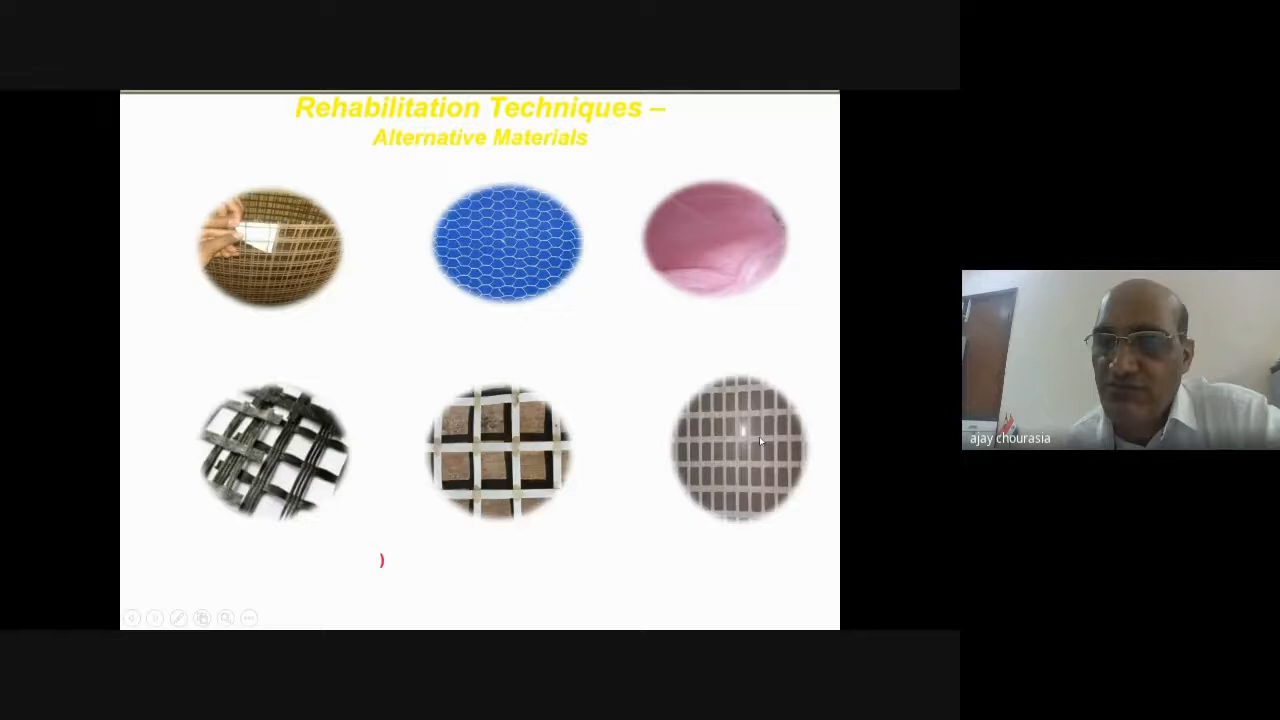 Rehabilitation Techniques –
Alternative Materials
ajay chourasia
)